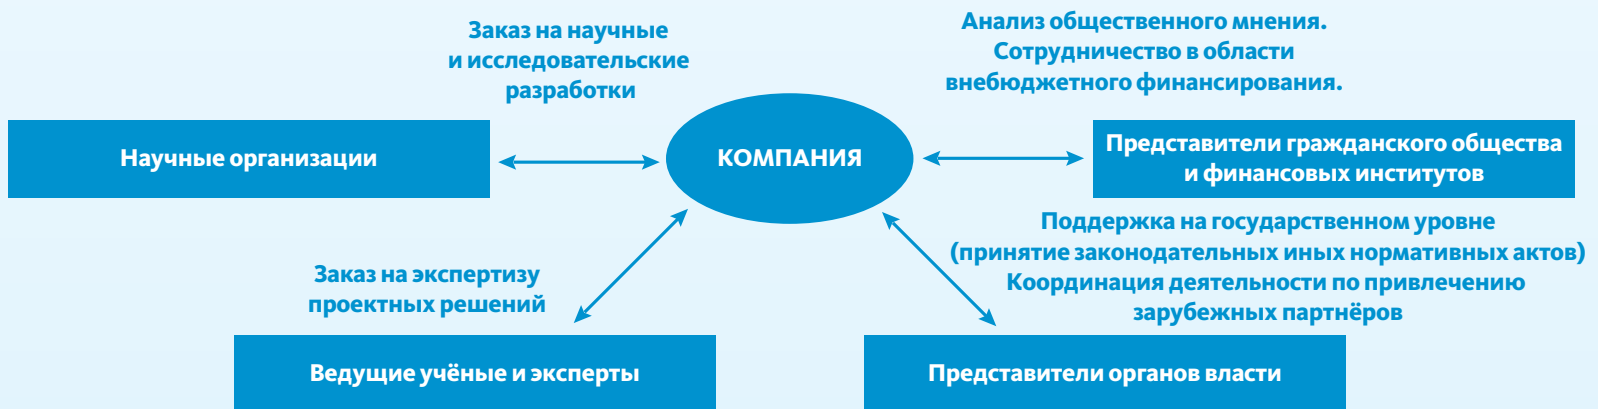 Заказ на научные
и исследовательские
разработки
Анализ общественного мнения.
Сотрудничество в области
внебюджетного финансирования.
Научные организации
КОМПАНИЯ
Представители гражданского общества
и финансовых институтов
Заказ на экспертизу
проектных решений
Поддержка на государственном уровне
(принятие законодательных иных нормативных актов)
Координация деятельности по привлечению
зарубежных партнёров
Ведущие учёные и эксперты
Представители органов власти